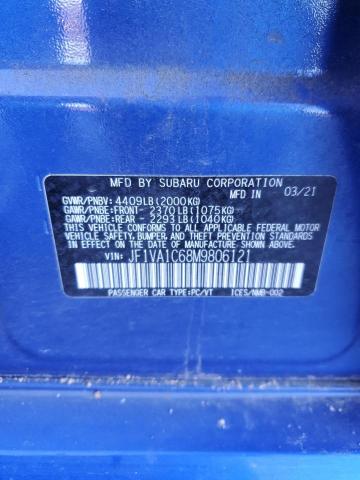 MFD. BY SUBARU CORPORATION 03/21
GVWR/PNBV: 4409LB(2000KG)
GAWR/PNBE:FRONT- 2370LB(1075KG)
GAWR/PNBE:REAR - 2293LB(1040KG)
THIS VEHICLE CONFORMS TO ALL APPLICABLE FEDERAL MOTOR
VEHICLE SAFETY, BUMPER, AND THEFT PREVENTION STANDARDS
IN EFFECT ON THE DATE OF MANUFACTURE SHOWN ABOVE.
VIN: JF1VA1C68M9806121
PASSENGER CAR TYPE:PC/VT ICES/NMB-002